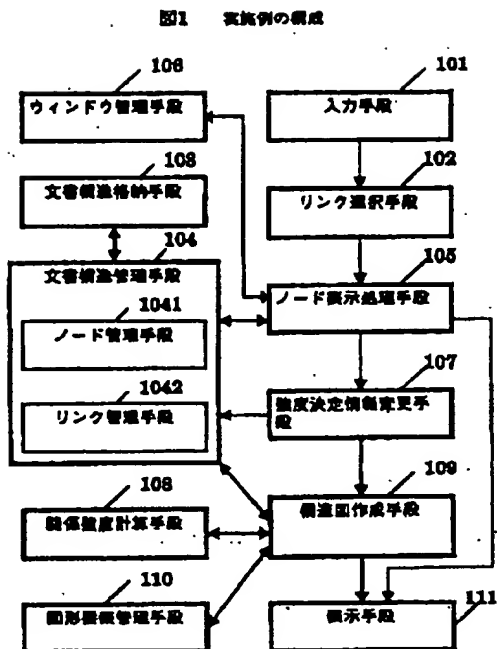 図1　実施例の構成
106
ウィンドウ管理手段
101
入力手段
103
文書構造格納手段
102
リンク選択手段
104
文書構造管理手段
105
ノード表示処理手段
1041
ノード管理手段
1042
リンク管理手段
107
強度決定情報変更手
段
108
関係強度計算手段
109
構造図作成手段
110
図形情報管理手段
111
表示手段